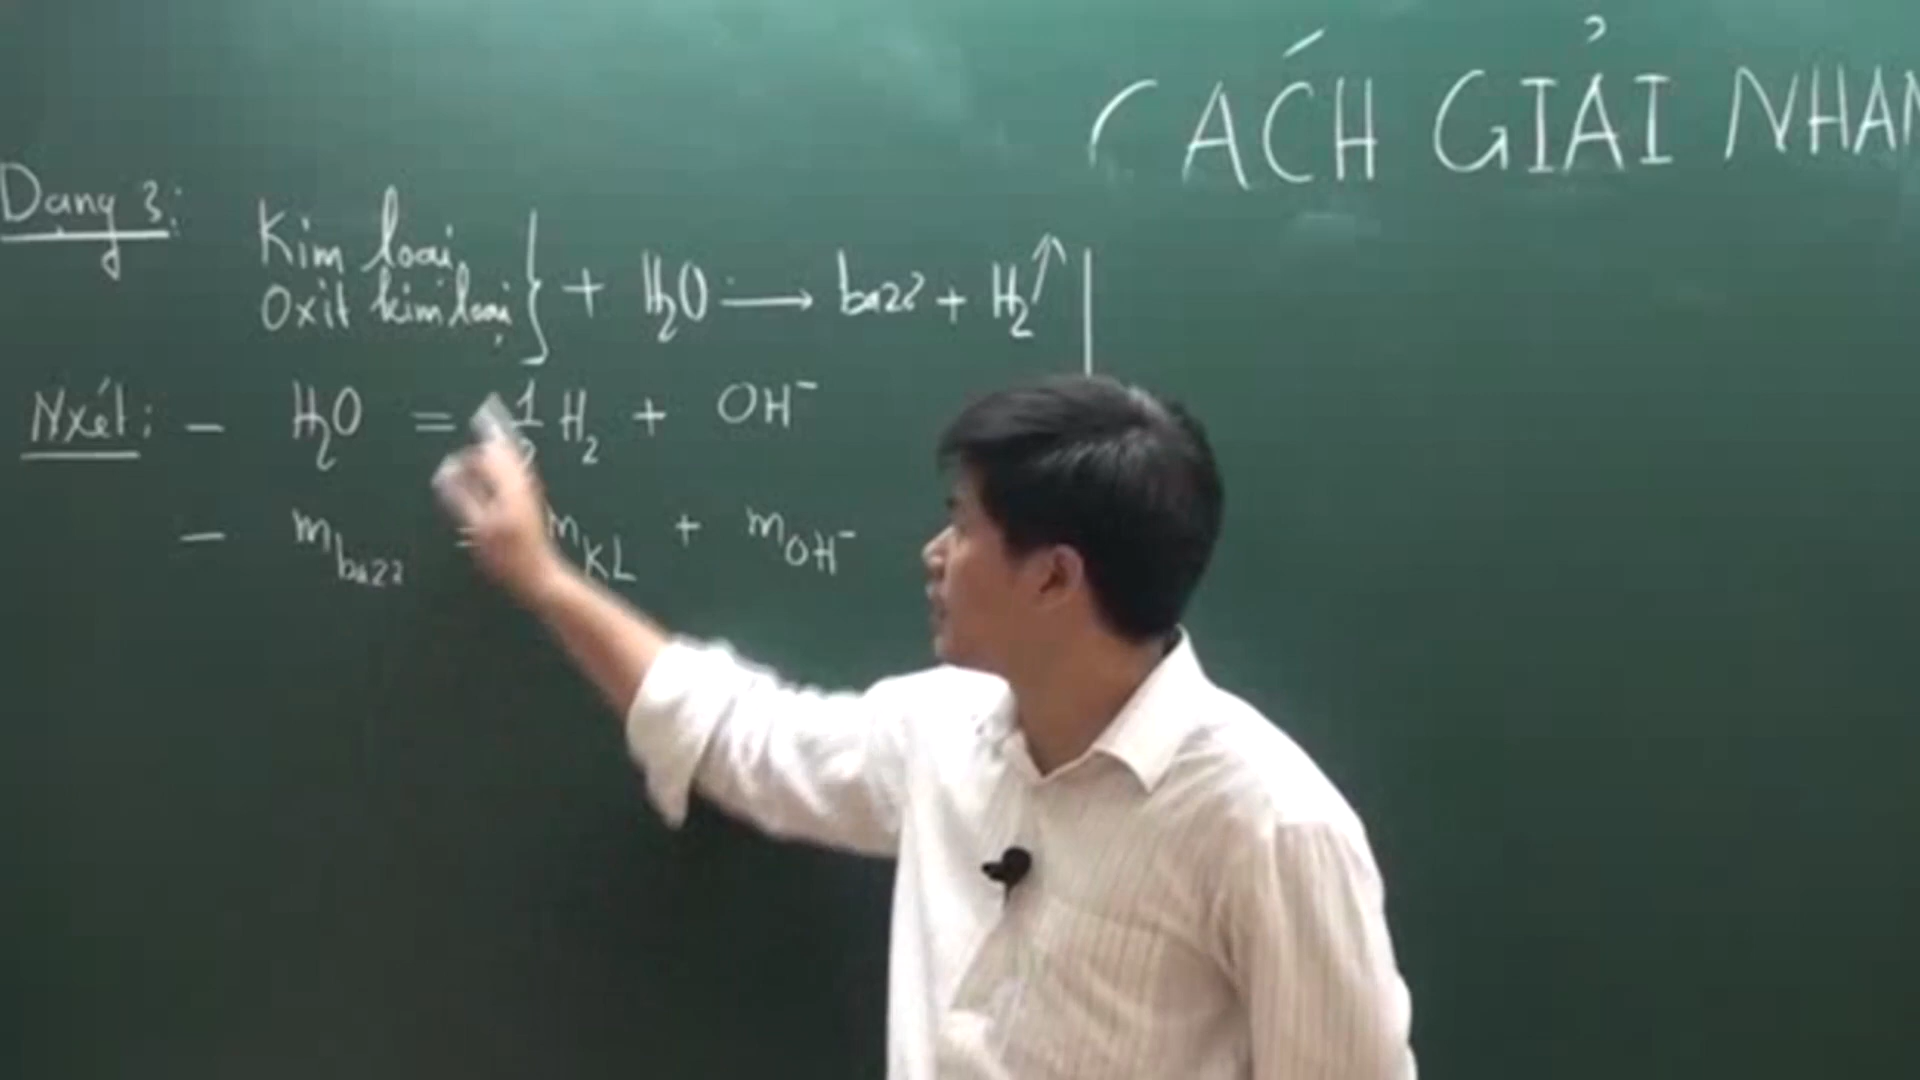 CÁCH GIẢI NHAN
Dạng 3:
Kim loại,
Oxit kim loại } + H₂O → bazơ + H₂↑
Nxét: - H₂O = 1/2 H₂ + OH⁻
- m bazơ = m KL + m OH⁻